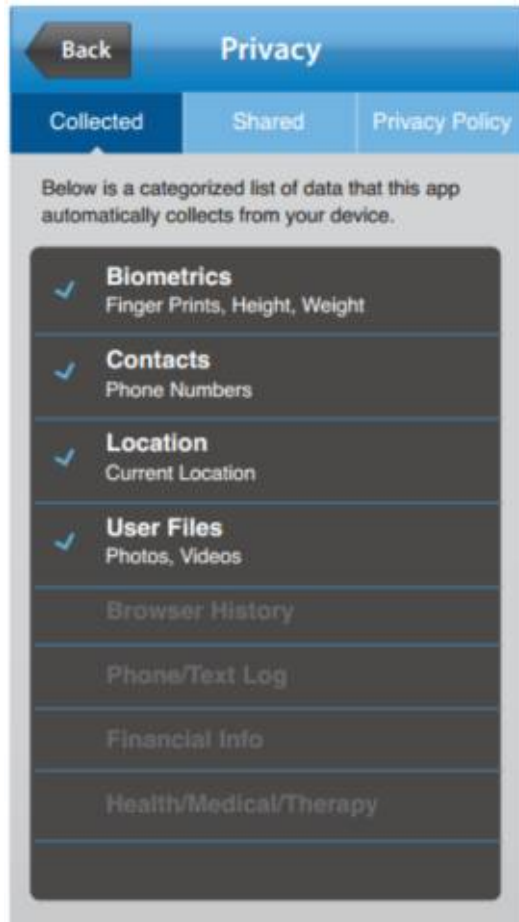 Back
Privacy
Collected
Shared
Privacy Policy
Below is a categorized list of data that this app
automatically collects from your device.
Biometrics
Finger Prints, Height, Weight
Contacts
Phone Numbers
Location
Current Location
User Files
Photos, Videos
Browser History
Phone/Text Log
Financial Info
Health/Medical/Therapy